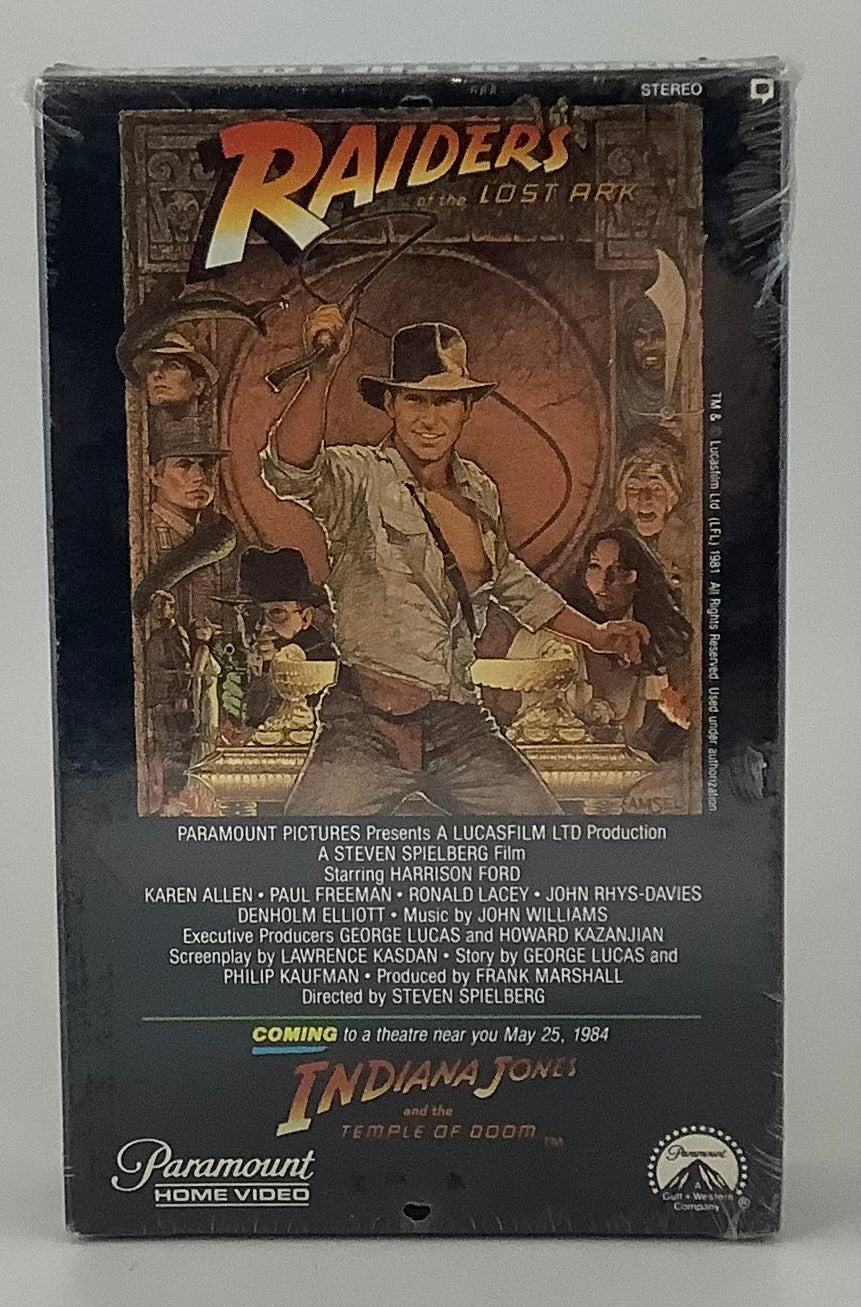 STEREO
RAIDERS
of the LOST ARK
TM & © Lucasfilm Ltd. (LFL) 1981 All Rights Reserved. Used under authorization
AMSEL
PARAMOUNT PICTURES Presents A LUCASFILM LTD Production
A STEVEN SPIELBERG Film
Starring HARRISON FORD
KAREN ALLEN • PAUL FREEMAN • RONALD LACEY • JOHN RHYS-DAVIES
DENHOLM ELLIOTT • Music by JOHN WILLIAMS
Executive Producers GEORGE LUCAS and HOWARD KAZANJIAN
Screenplay by LAWRENCE KASDAN • Story by GEORGE LUCAS and
PHILIP KAUFMAN • Produced by FRANK MARSHALL
Directed by STEVEN SPIELBERG
COMING to a theatre near you May 25, 1984
INDIANA JONES
and the
TEMPLE OF DOOM TM
Paramount
HOME VIDEO
Paramount
A
Gulf + Western
Company ®